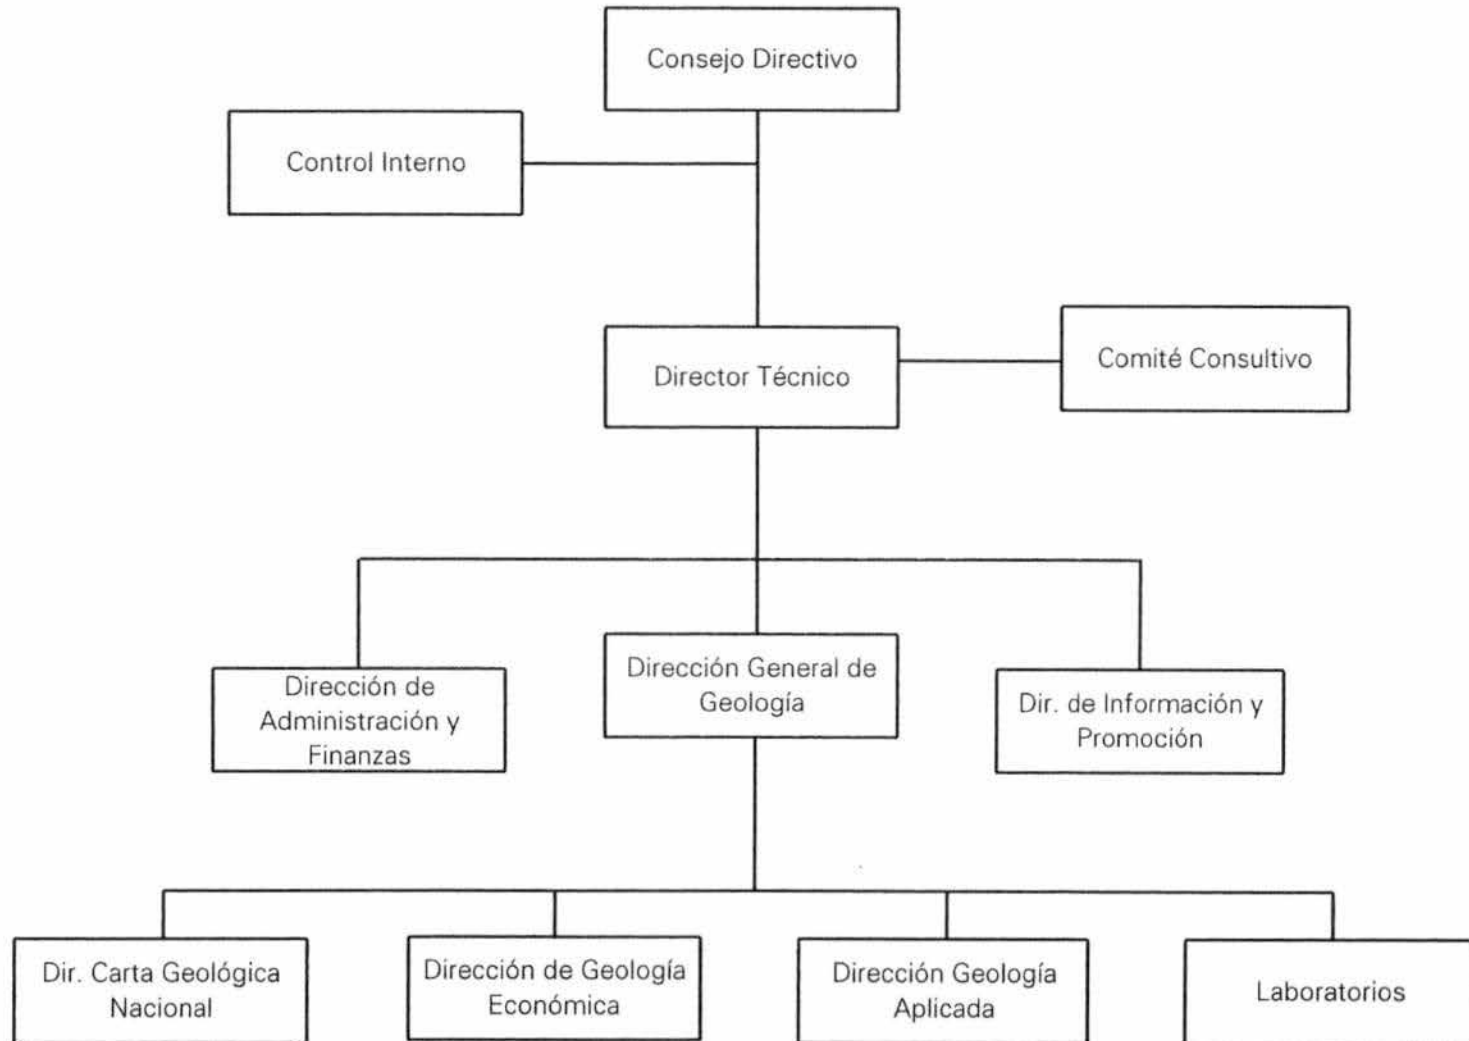 Consejo Directivo
Control Interno
Director Técnico
Comité Consultivo
Dirección de
Administración y
Finanzas
Dirección General de
Geología
Dir. de Información y
Promoción
Dir. Carta Geológica
Nacional
Dirección de Geología
Económica
Dirección Geología
Aplicada
Laboratorios